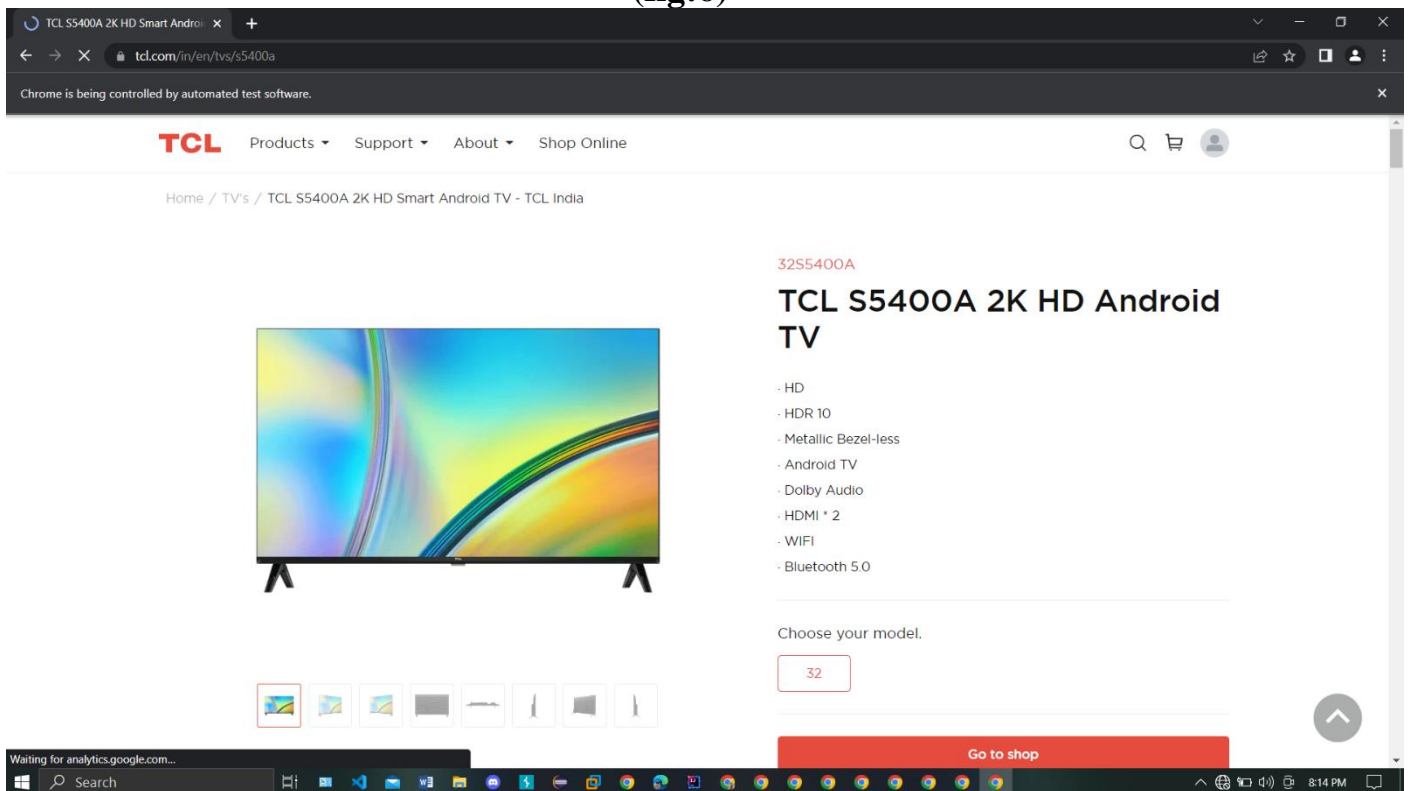 TCL S5400A 2K HD Smart Androi
tcl.com/in/en/tvs/s5400a
Chrome is being controlled by automated test software.
TCL Products Support About Shop Online
Home / TV's / TCL S5400A 2K HD Smart Android TV - TCL India
32S5400A
TCL S5400A 2K HD Android
TV
· HD
· HDR 10
· Metallic Bezel-less
· Android TV
· Dolby Audio
· HDMI * 2
· WIFI
· Bluetooth 5.0
Choose your model.
32
Go to shop
Waiting for analytics.google.com...
Search
8:14 PM